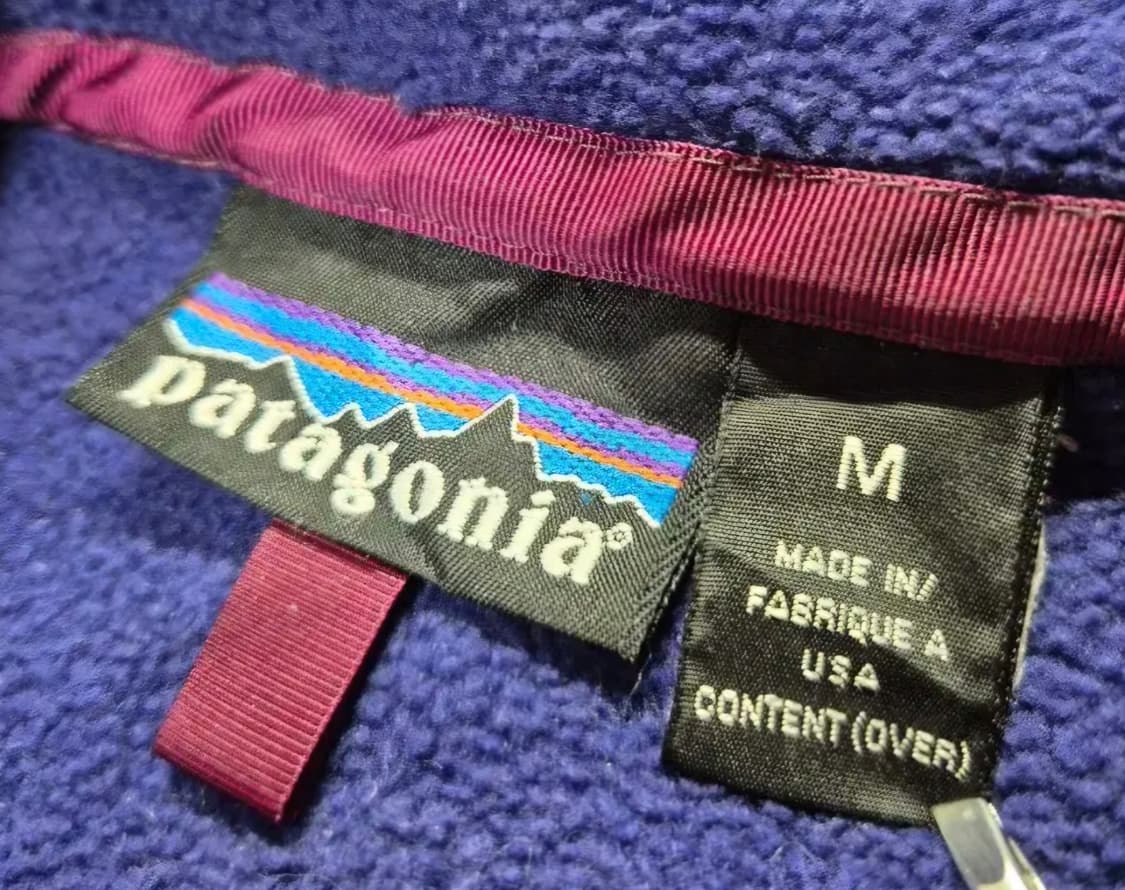 patagonia®
M
MADE IN/
FABRIQUE A
USA
CONTENT (OVER)